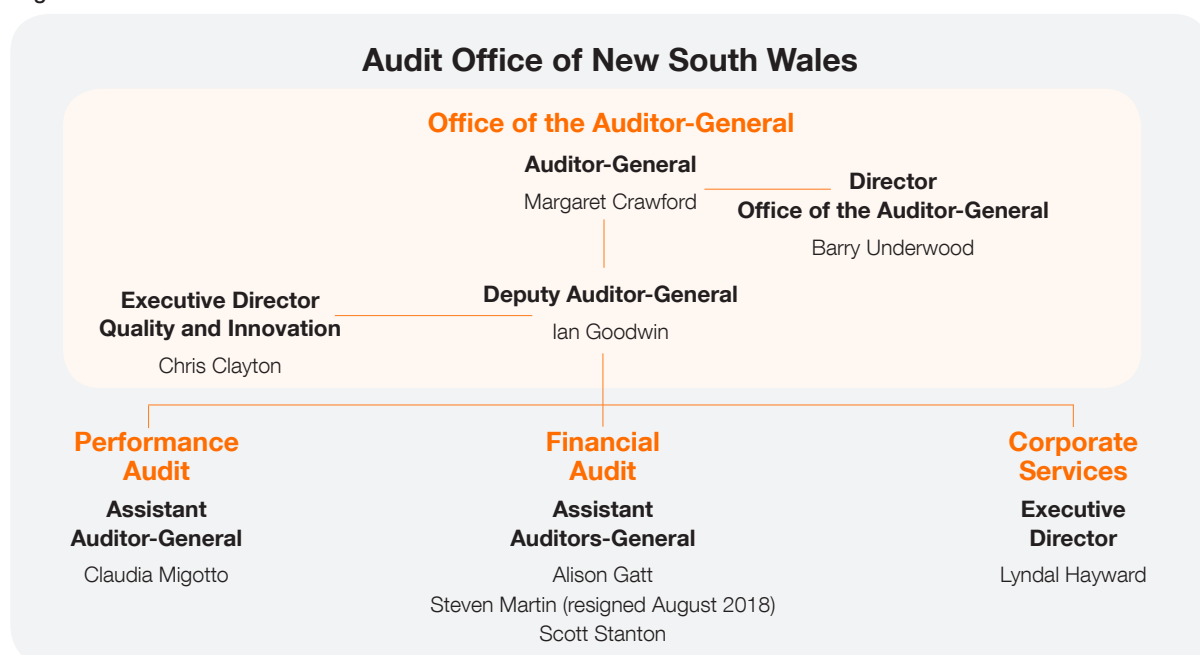 Audit Office of New South Wales
Office of the Auditor-General
Auditor-General
Margaret Crawford
Director
Office of the Auditor-General
Barry Underwood
Executive Director
Quality and Innovation
Chris Clayton
Deputy Auditor-General
Ian Goodwin
Performance
Audit
Assistant
Auditor-General
Claudia Migotto
Financial
Audit
Assistant
Auditors-General
Alison Gatt
Steven Martin (resigned August 2018)
Scott Stanton
Corporate
Services
Executive
Director
Lyndal Hayward